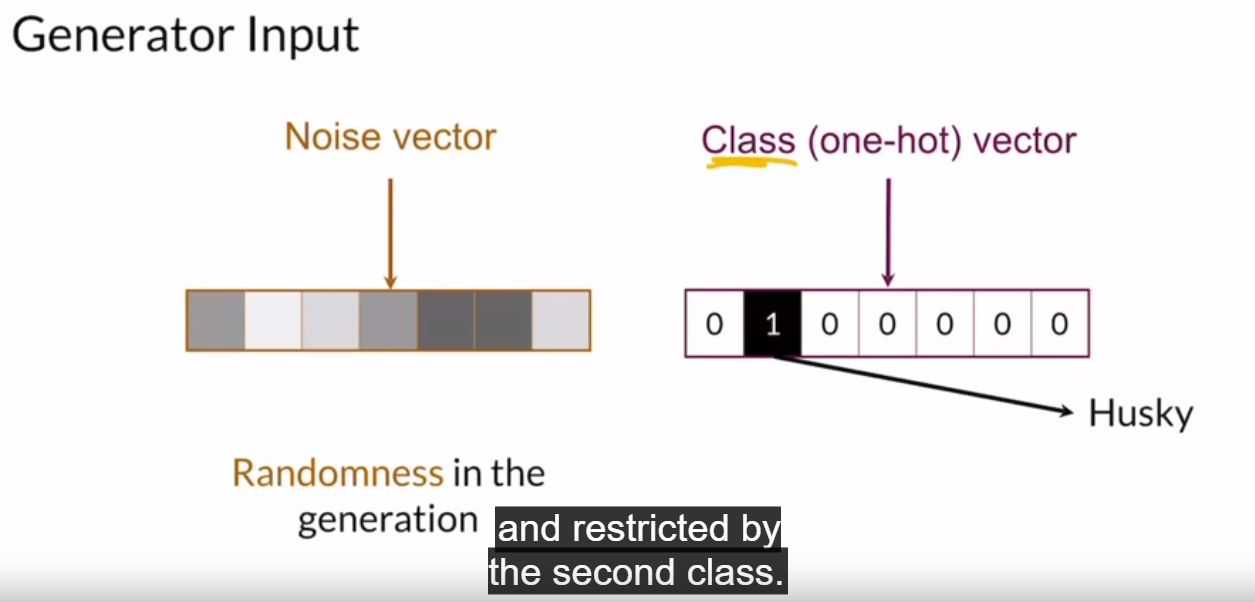 Generator Input
Noise vector
Class (one-hot) vector
0 1 0 0 0 0 0
Husky
Randomness in the
generation
and restricted by
the second class.